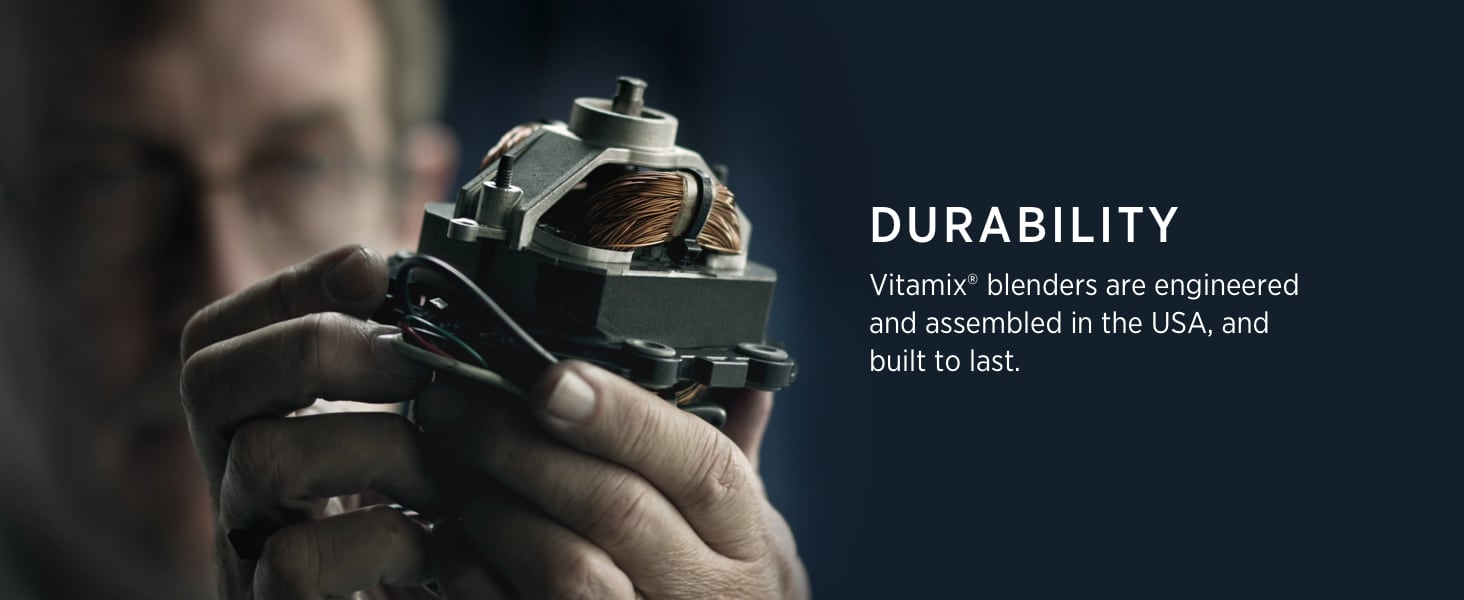 DURABILITY
Vitamix® blenders are engineered
and assembled in the USA, and
built to last.